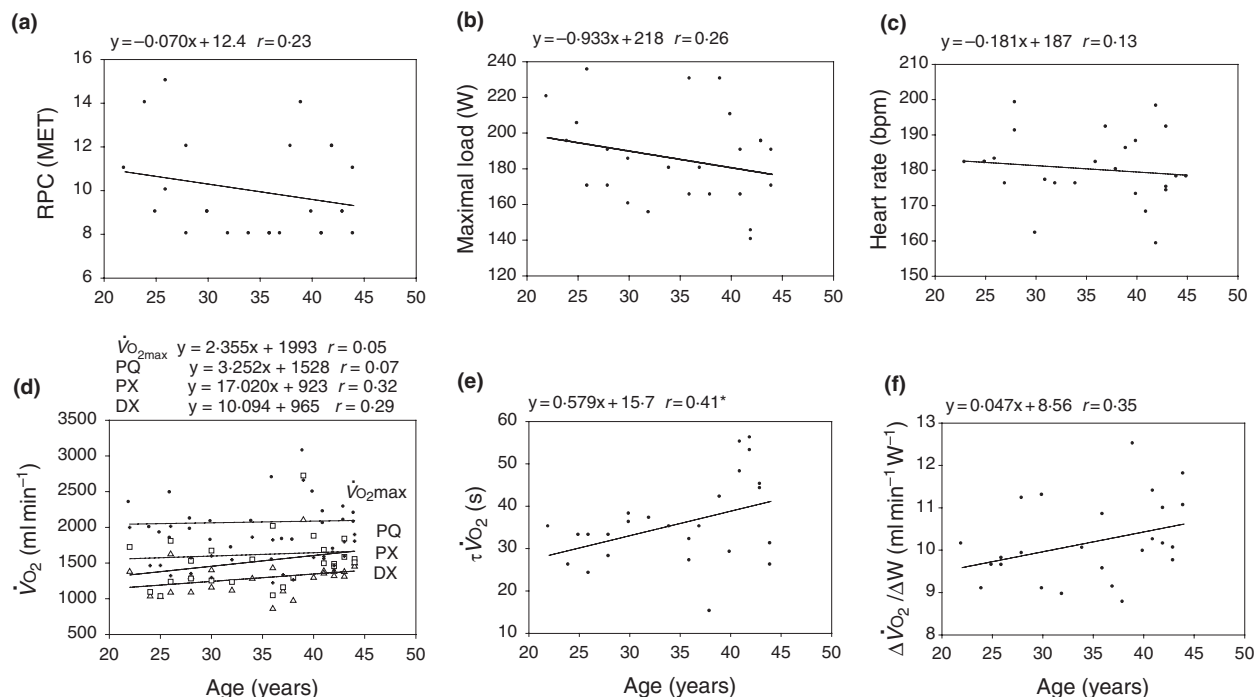 (a)
y=−0·070x+12.4 r=0·23
RPC (MET)
16
14
12
10
8
6
20 25 30 35 40 45 50
(b)
y=−0·933x+218 r=0·26
Maximal load (W)
240
220
200
180
160
140
120
20 25 30 35 40 45 50
(c)
y=−0·181x+187 r=0·13
Heart rate (bpm)
210
200
190
180
170
160
150
20 25 30 35 40 45 50
(d)
V̇O2max y = 2·355x + 1993 r = 0·05
PQ y = 3·252x + 1528 r = 0·07
PX y = 17·020x + 923 r = 0·32
DX y = 10·094 + 965 r = 0·29
V̇O2 (ml min−1)
3500
3000
2500
2000
1500
1000
500
V̇O2max
PQ
PX
DX
20 25 30 35 40 45 50
Age (years)
(e)
y=0·579x+15·7 r=0·41*
τV̇O2 (s)
60
50
40
30
20
10
20 25 30 35 40 45 50
Age (years)
(f)
y=0·047x+8·56 r=0·35
ΔV̇O2/ΔW (ml min−1 W−1)
13
12
11
10
9
8
20 25 30 35 40 45 50
Age (years)